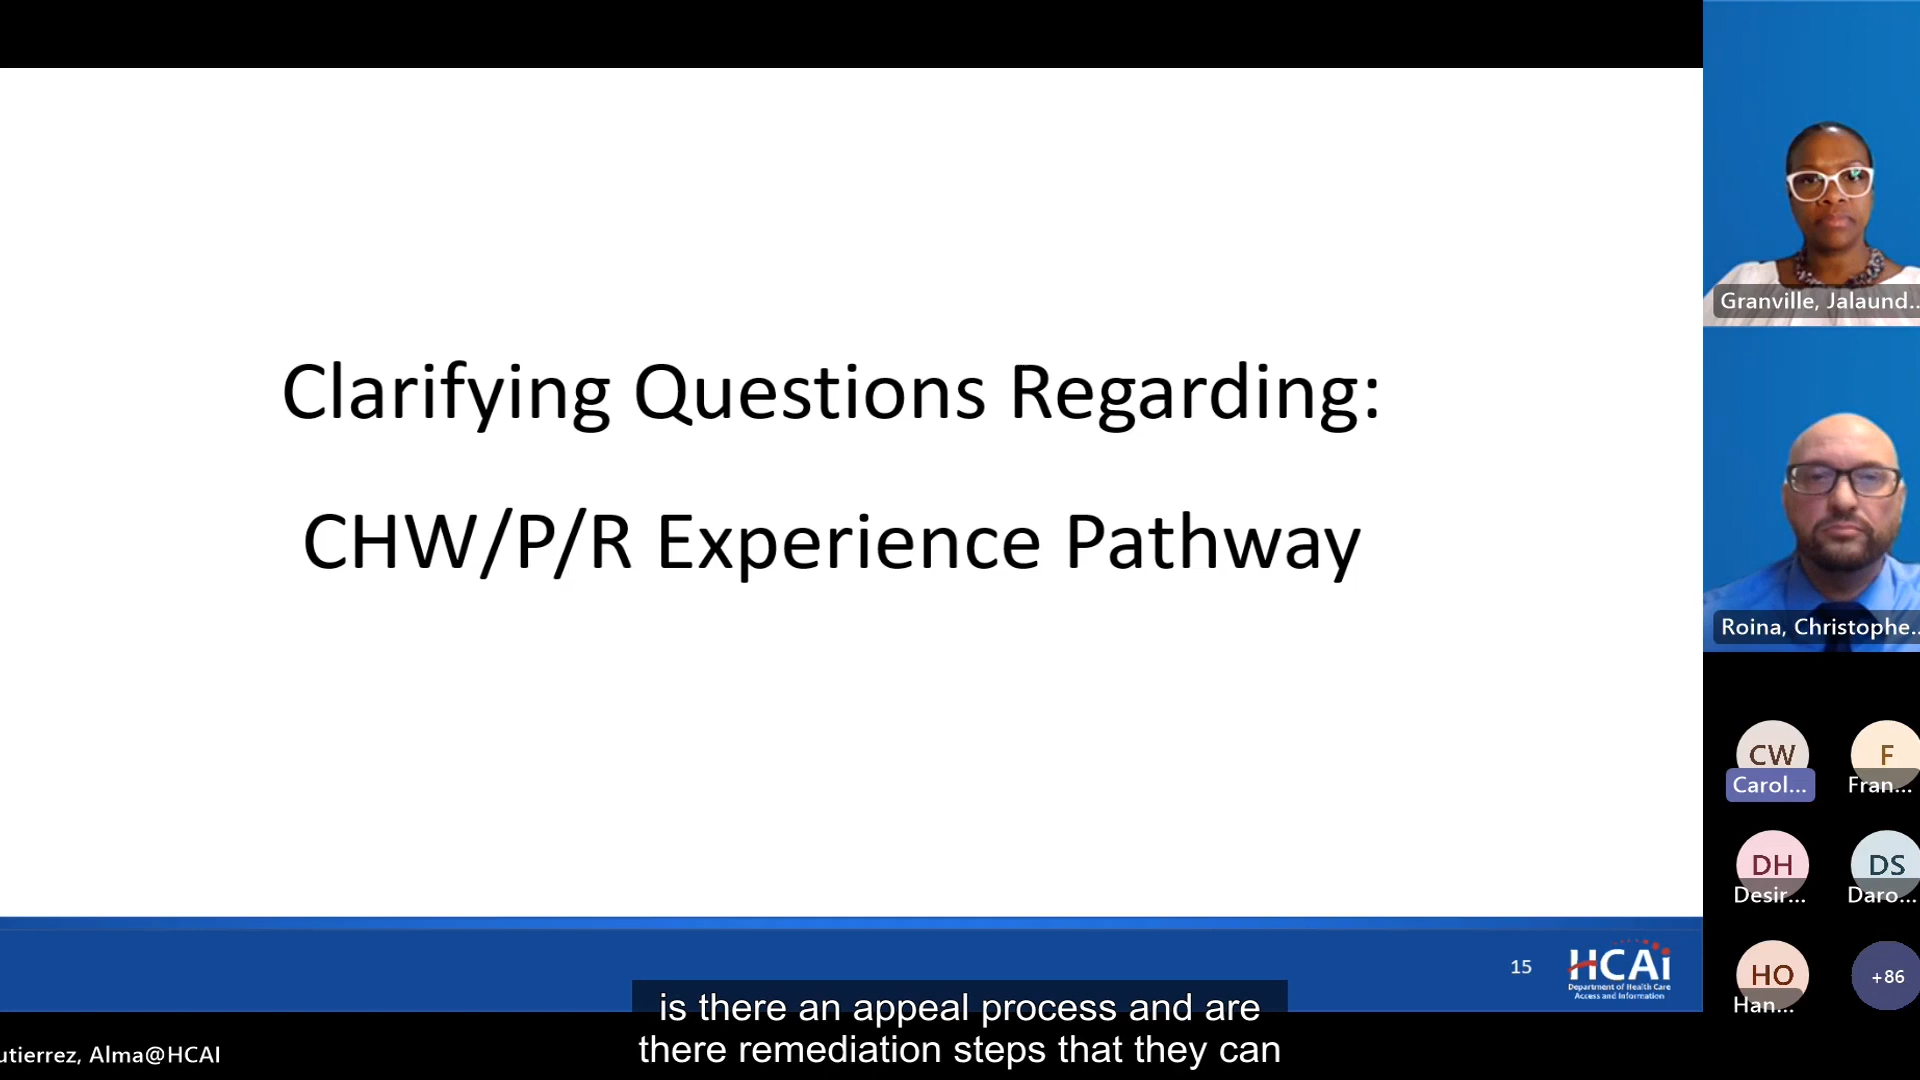 Clarifying Questions Regarding:
CHW/P/R Experience Pathway
15
HCAi
Department of Health Care
Access and Information
is there an appeal process and are
there remediation steps that they can
utierrez, Alma@HCAI
Granville, Jalaund...
Roina, Christophe...
CW
Carol...
F
Fran...
DH
Desir...
DS
Daro...
HO
Han...
+86